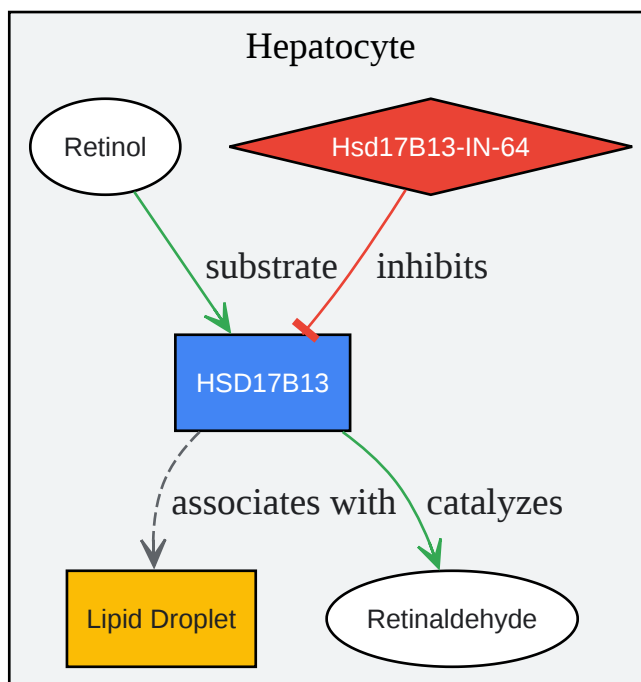 Hepatocyte
Retinol
Hsd17B13-IN-64
substrate
inhibits
HSD17B13
associates with
catalyzes
Lipid Droplet
Retinaldehyde